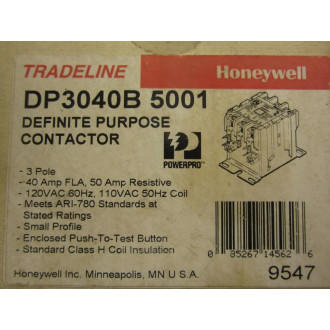 TRADELINE
Honeywell
DP3040B 5001
DEFINITE PURPOSE
CONTACTOR
POWERPRO
- 3 Pole
- 40 Amp FLA, 50 Amp Resistive
- 120VAC 60Hz, 110VAC 50Hz Coil
- Meets ARI-780 Standards at
Stated Ratings
- Small Profile
- Enclosed Push-To-Test Button
- Standard Class H Coil Insulation
0 85267 14562 6
Honeywell Inc. Minneapolis, MN U.S.A.
9547